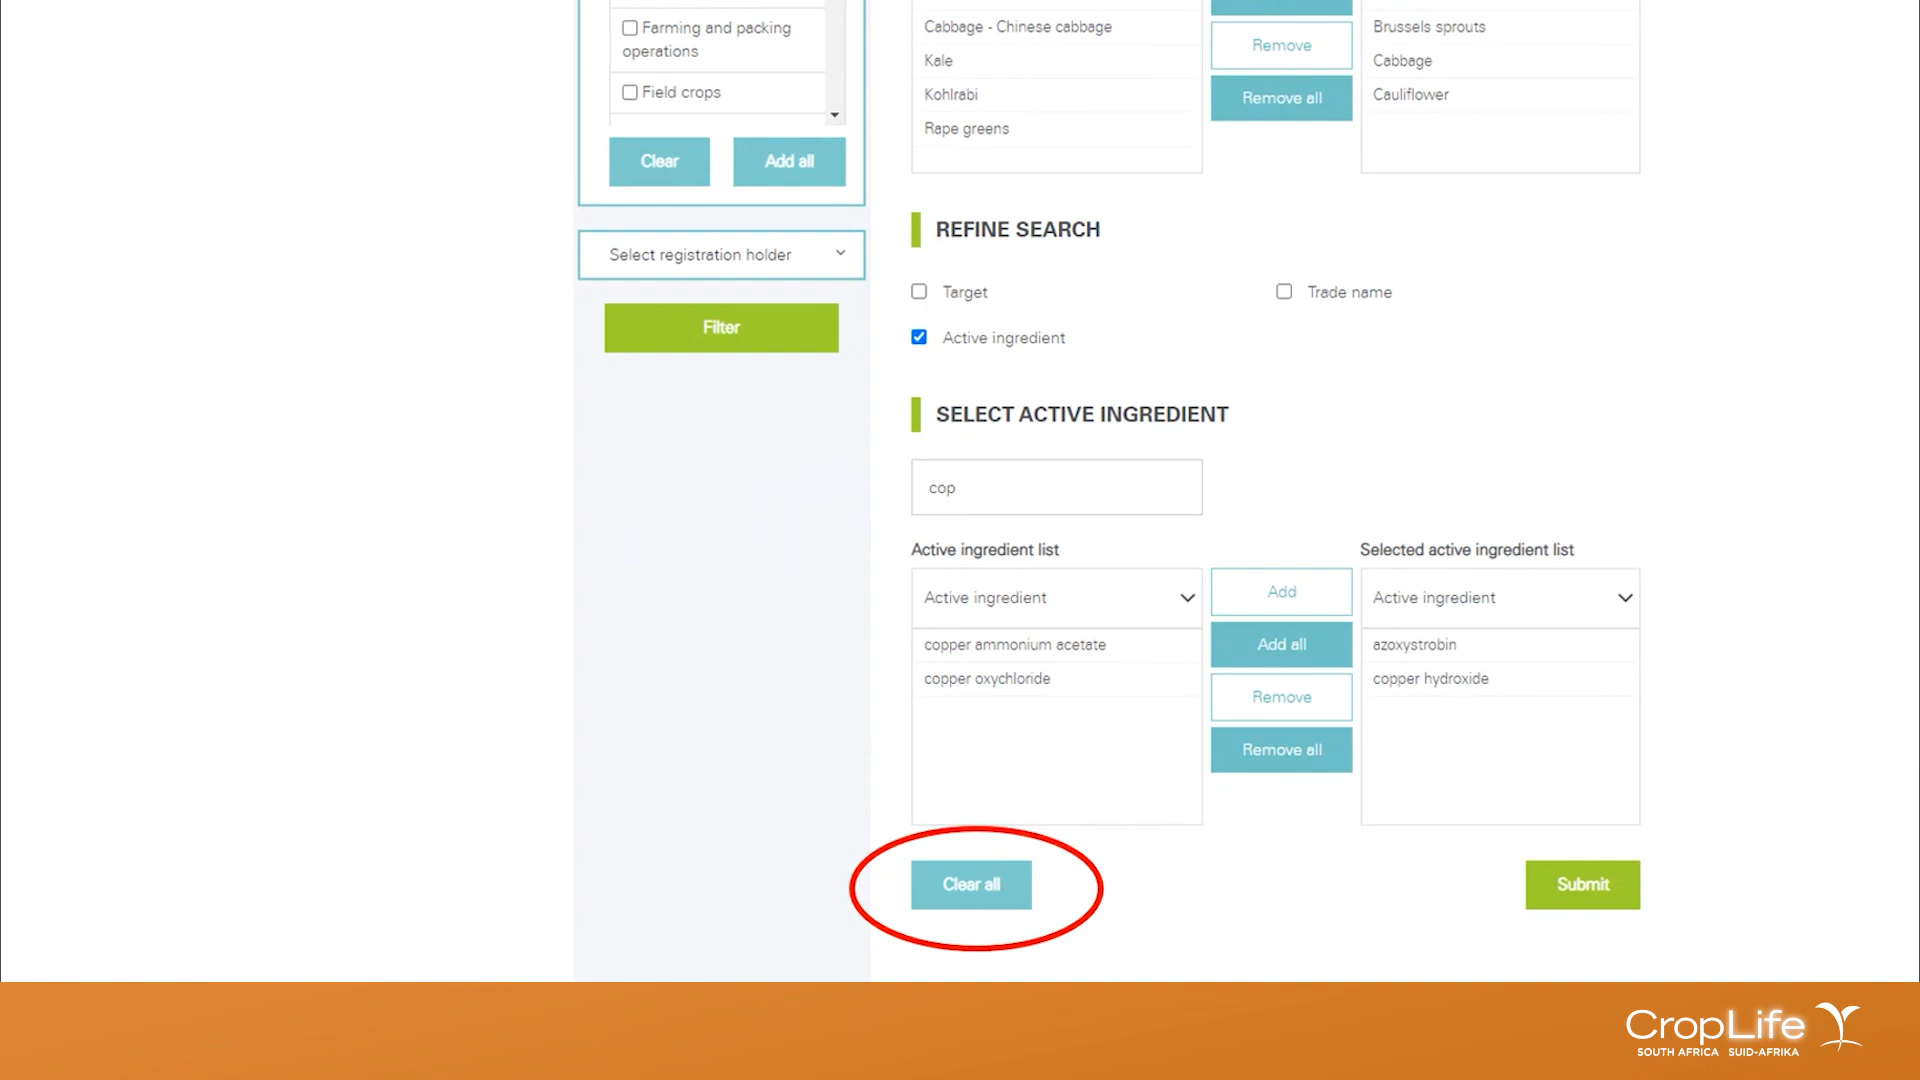 Farming and packing
operations
Field crops
Clear
Add all
Select registration holder
Filter
Cabbage - Chinese cabbage
Kale
Kohlrabi
Rape greens
Remove
Remove all
Brussels sprouts
Cabbage
Cauliflower
REFINE SEARCH
Target
Trade name
Active ingredient
SELECT ACTIVE INGREDIENT
cop
Active ingredient list
Active ingredient
copper ammonium acetate
copper oxychloride
Add
Add all
Remove
Remove all
Selected active ingredient list
Active ingredient
azoxystrobin
copper hydroxide
Clear all
Submit
CropLife
SOUTH AFRICA SUID-AFRIKA